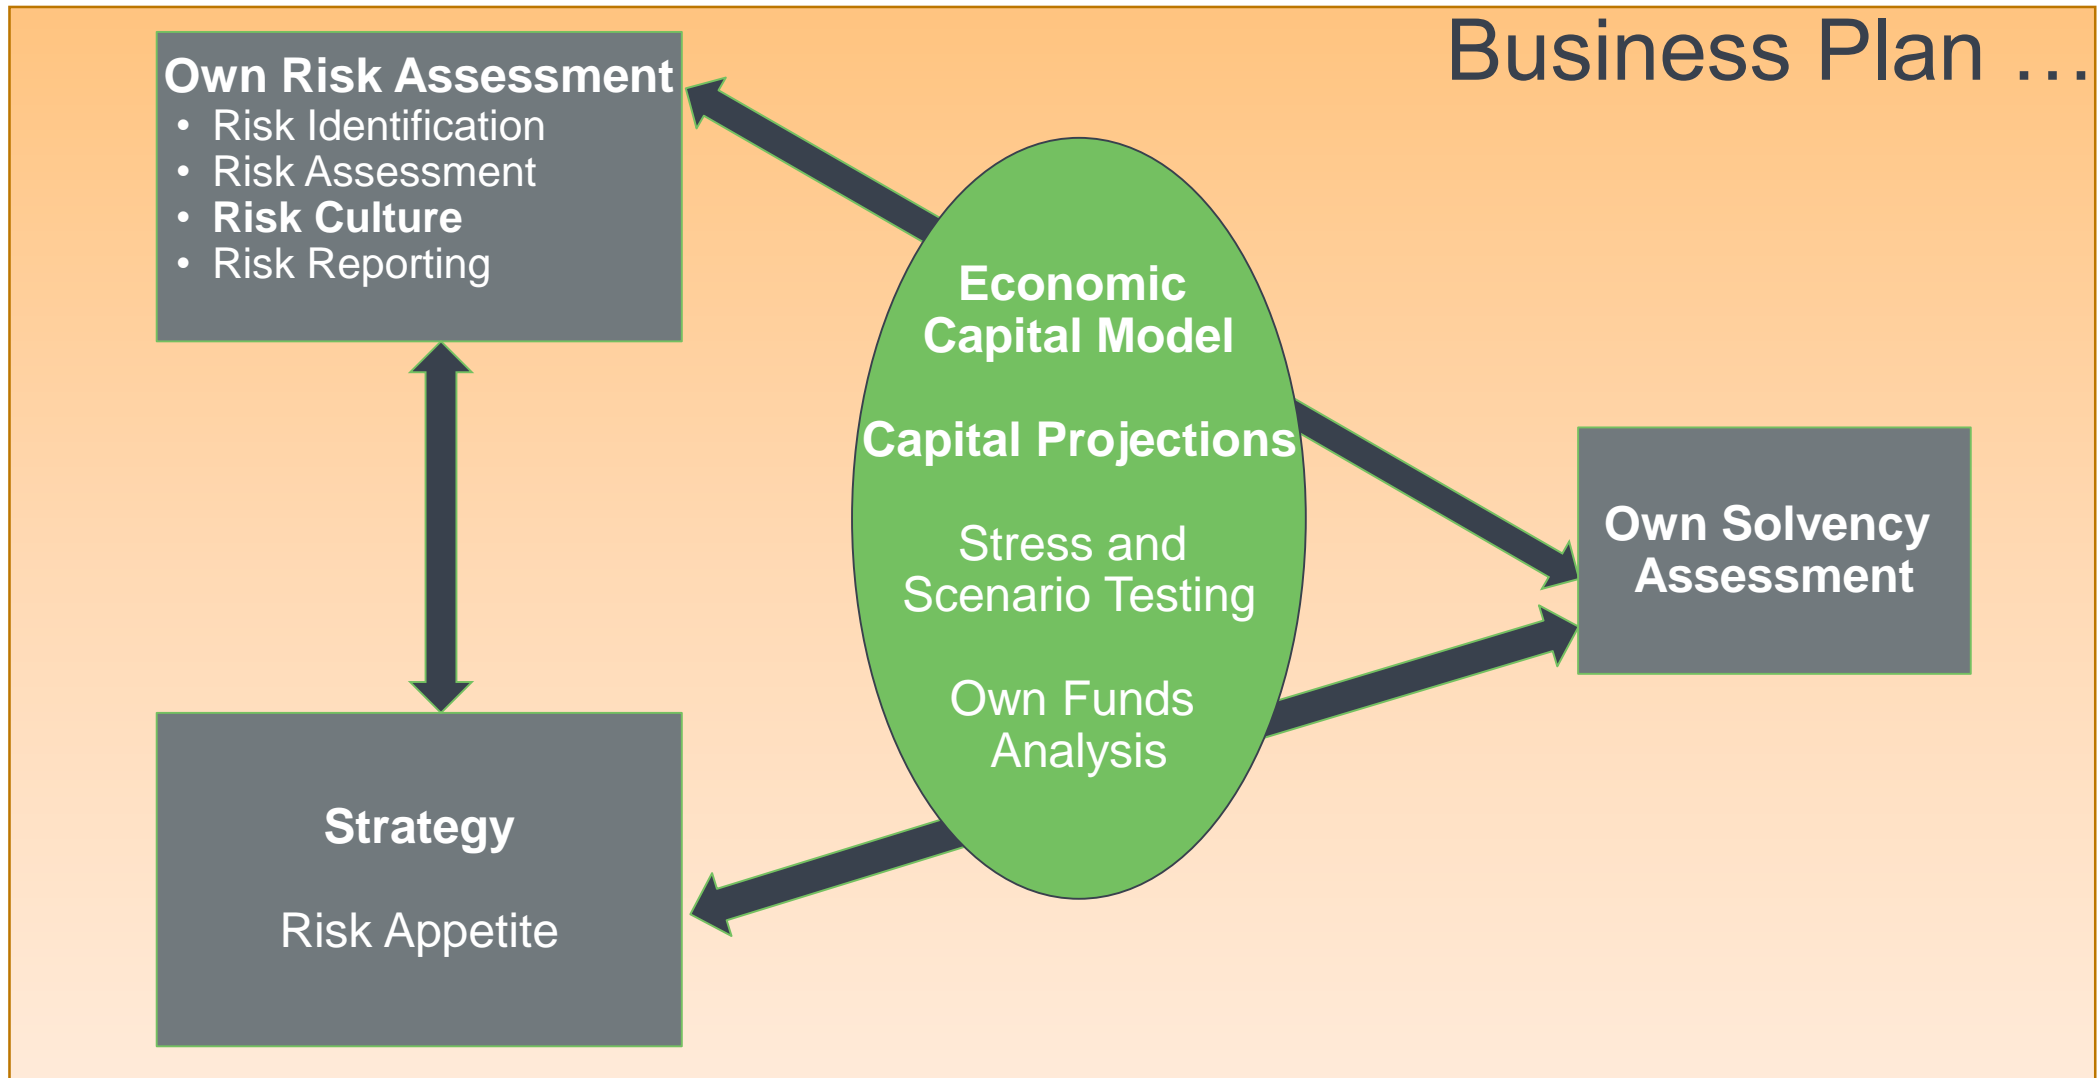 Business Plan …
Own Risk Assessment
• Risk Identification
• Risk Assessment
• Risk Culture
• Risk Reporting
Economic
Capital Model
Capital Projections
Stress and
Scenario Testing
Own Funds
Analysis
Own Solvency
Assessment
Strategy
Risk Appetite